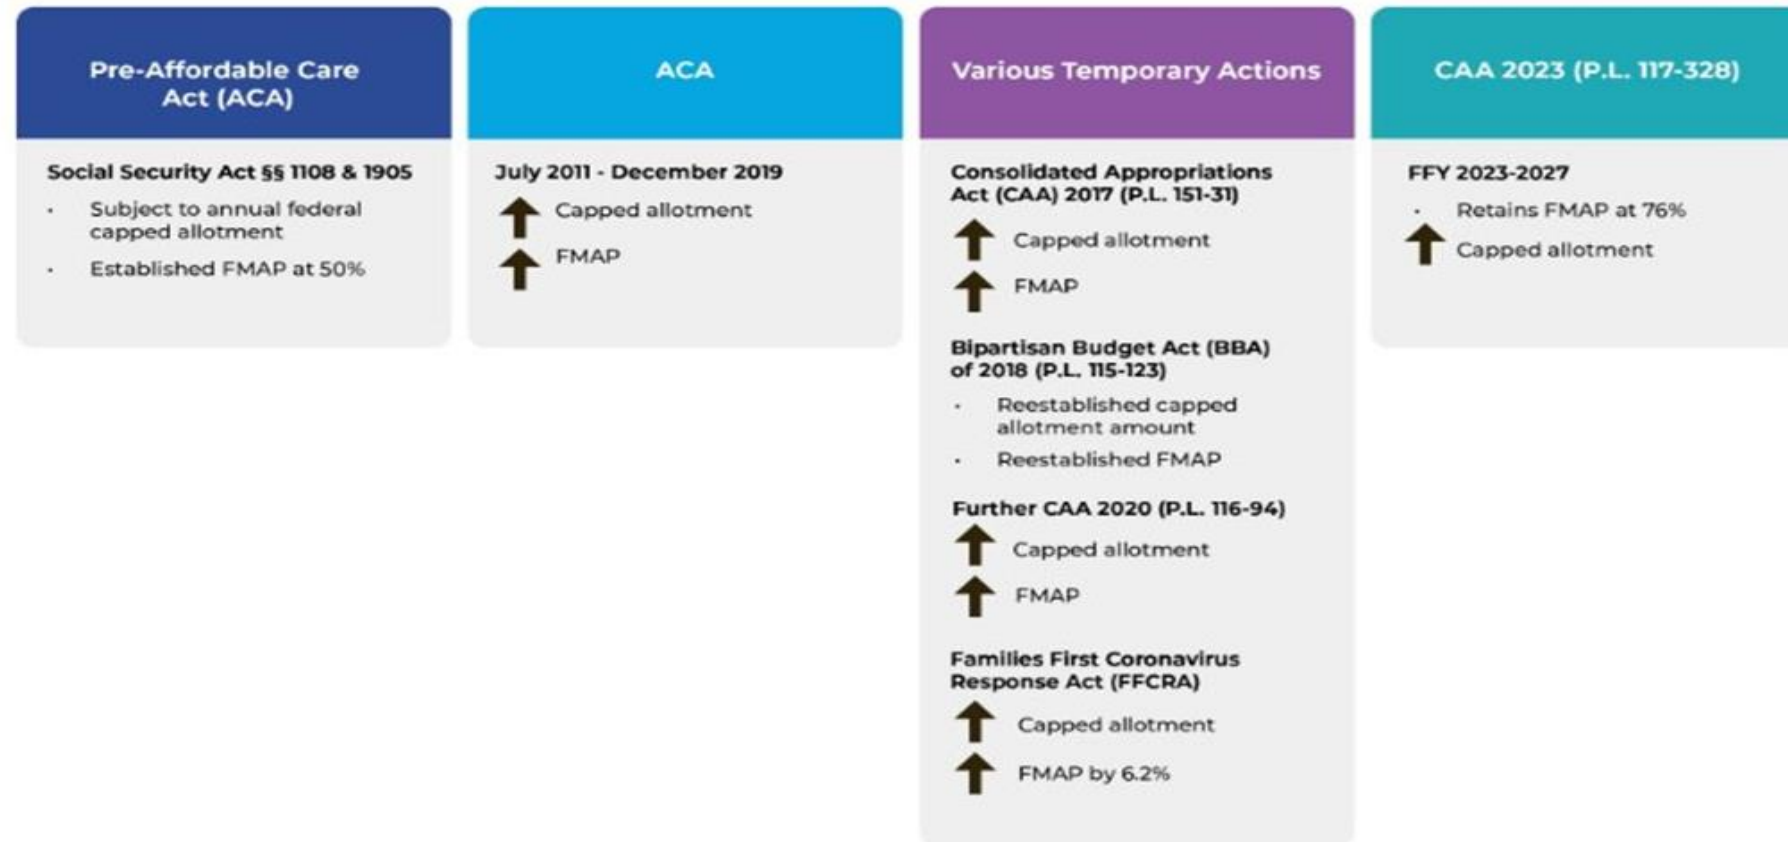 Pre-Affordable Care
Act (ACA)
Social Security Act §§ 1108 & 1905
· Subject to annual federal
capped allotment
· Established FMAP at 50%
ACA
July 2011 - December 2019
Capped allotment
FMAP
Various Temporary Actions
Consolidated Appropriations
Act (CAA) 2017 (P.L. 151-31)
Capped allotment
FMAP
Bipartisan Budget Act (BBA)
of 2018 (P.L. 115-123)
· Reestablished capped
allotment amount
· Reestablished FMAP
Further CAA 2020 (P.L. 116-94)
Capped allotment
FMAP
Families First Coronavirus
Response Act (FFCRA)
Capped allotment
FMAP by 6.2%
CAA 2023 (P.L. 117-328)
FFY 2023-2027
· Retains FMAP at 76%
Capped allotment